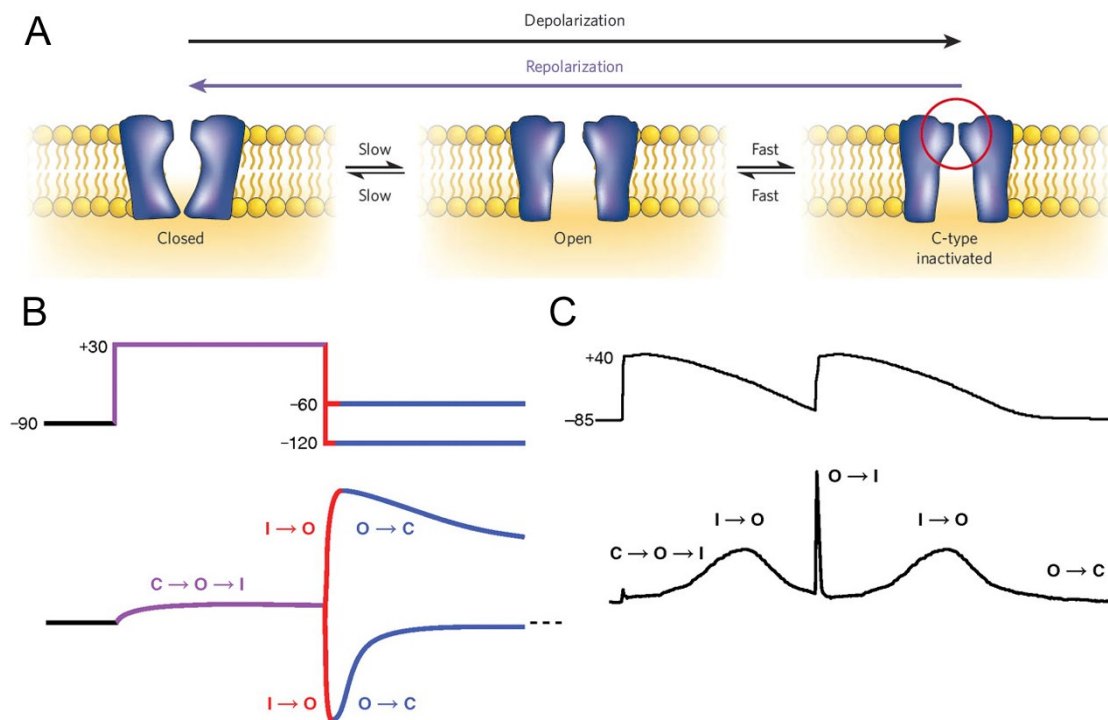 A
Depolarization
Repolarization
Slow
Slow
Fast
Fast
Closed
Open
C-type
inactivated
B
+30
−90
−60
−120
I → O
O → C
C → O → I
I → O
O → C
C
+40
−85
O → I
I → O
I → O
C → O → I
O → C